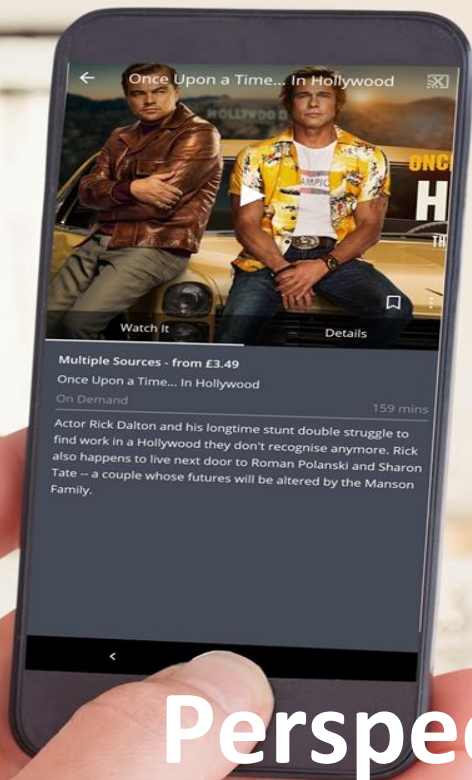 Once Upon a Time... In Hollywood
HOLLYWOOD
Watch It
Details
Multiple Sources - from £3.49
Once Upon a Time... In Hollywood
On Demand
159 mins
Actor Rick Dalton and his longtime stunt double struggle to
find work in a Hollywood they don't recognise anymore. Rick
also happens to live next door to Roman Polanski and Sharon
Tate -- a couple whose futures will be altered by the Manson
Family.